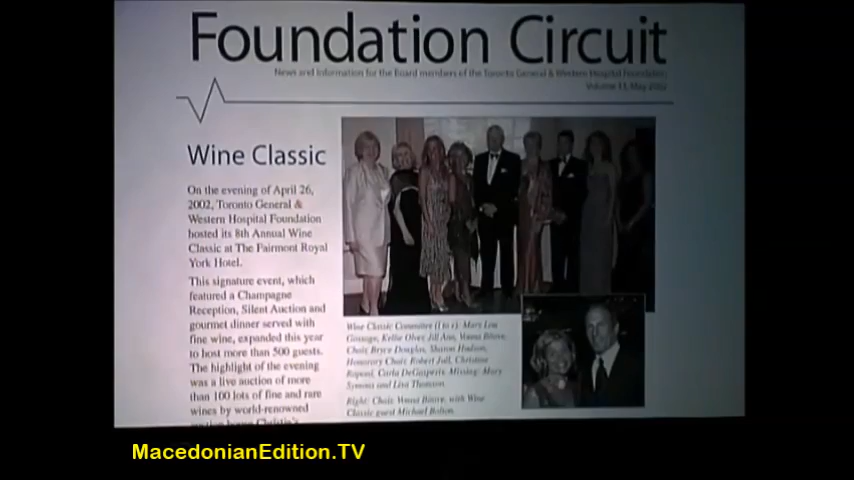 Foundation Circuit
News and Information for the Board members of the Toronto General & Western Hospital Foundation
Volume 11, May 2002
Wine Classic
On the evening of April 26,
2002, Toronto General &
Western Hospital Foundation
hosted its 8th Annual Wine
Classic at The Fairmont Royal
York Hotel.
This signature event, which
featured a Champagne
Reception, Silent Auction and
gourmet dinner served with
fine wine, expanded this year
to host more than 500 guests.
The highlight of the evening
was a live auction of more
than 100 lots of fine and rare
wines by world-renowned
Wine Classic Committee (l to r): Mary Lou
Kellie Olver, Jill Ann,
Chair, Bryce Douglas, Sharon Hudson,
Honorary Chair, Robert Jull, Christine
Carla DeGasperis. Missing: Mary
Symons and Lisa Thomson.
Right: Chair with Wine
Classic guest Michael Bolton.
MacedonianEdition.TV